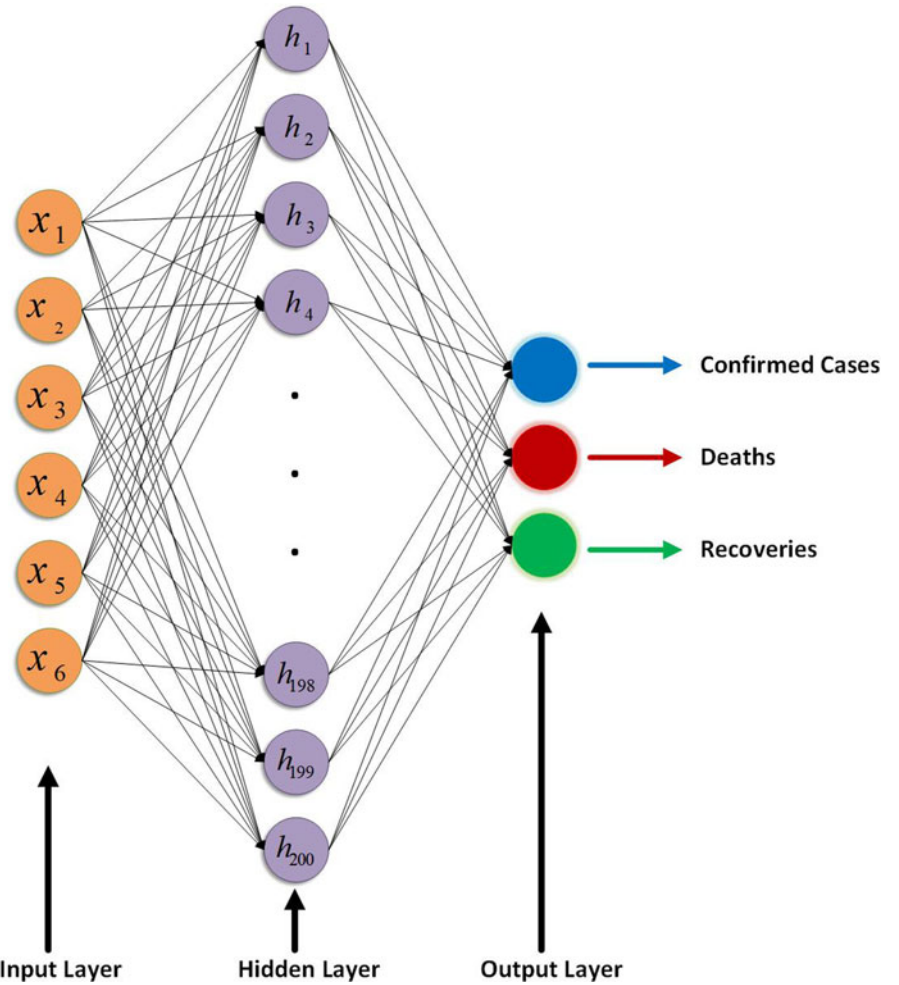 h1
h2
h3
h4
x1
x2
x3
x4
x5
x6
h198
h199
h200
Confirmed Cases
Deaths
Recoveries
Input Layer
Hidden Layer
Output Layer